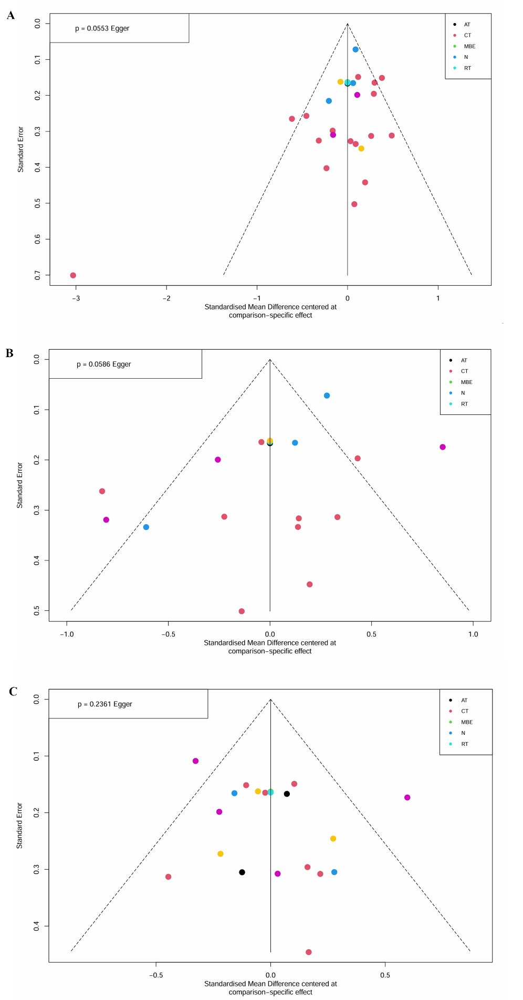 A
p = 0.0553 Egger
AT
CT
MBE
N
RT
0.0
0.1
0.2
0.3
0.4
0.5
0.6
0.7
Standard Error
−3
−2
−1
0
1
Standardised Mean Difference centered at
comparison−specific effect
B
p = 0.0586 Egger
AT
CT
MBE
N
RT
0.0
0.1
0.2
0.3
0.4
0.5
Standard Error
−1.0
−0.5
0.0
0.5
1.0
Standardised Mean Difference centered at
comparison−specific effect
C
p = 0.2361 Egger
AT
CT
MBE
N
RT
0.0
0.1
0.2
0.3
0.4
Standard Error
−0.5
0.0
0.5
Standardised Mean Difference centered at
comparison−specific effect